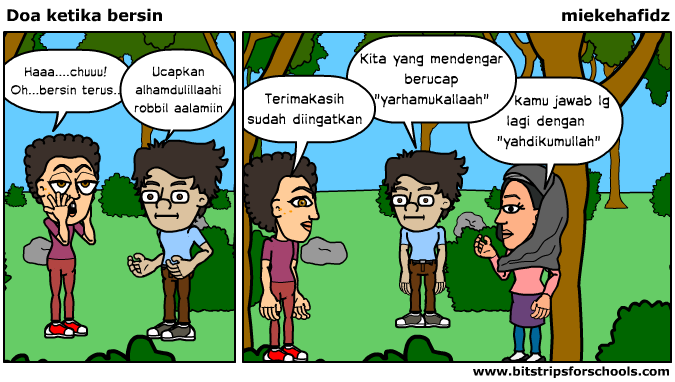 Doa ketika bersin
miekehafidz
Haaa....chuuu!
Oh...bersin terus..
Ucapkan
alhamdulillaahi
robbil aalamiin
Terimakasih
sudah diingatkan
Kita yang mendengar
berucap
"yarhamukallaah"
kamu jawab lg
lagi dengan
"yahdikumullah"
www.bitstripsforschools.com